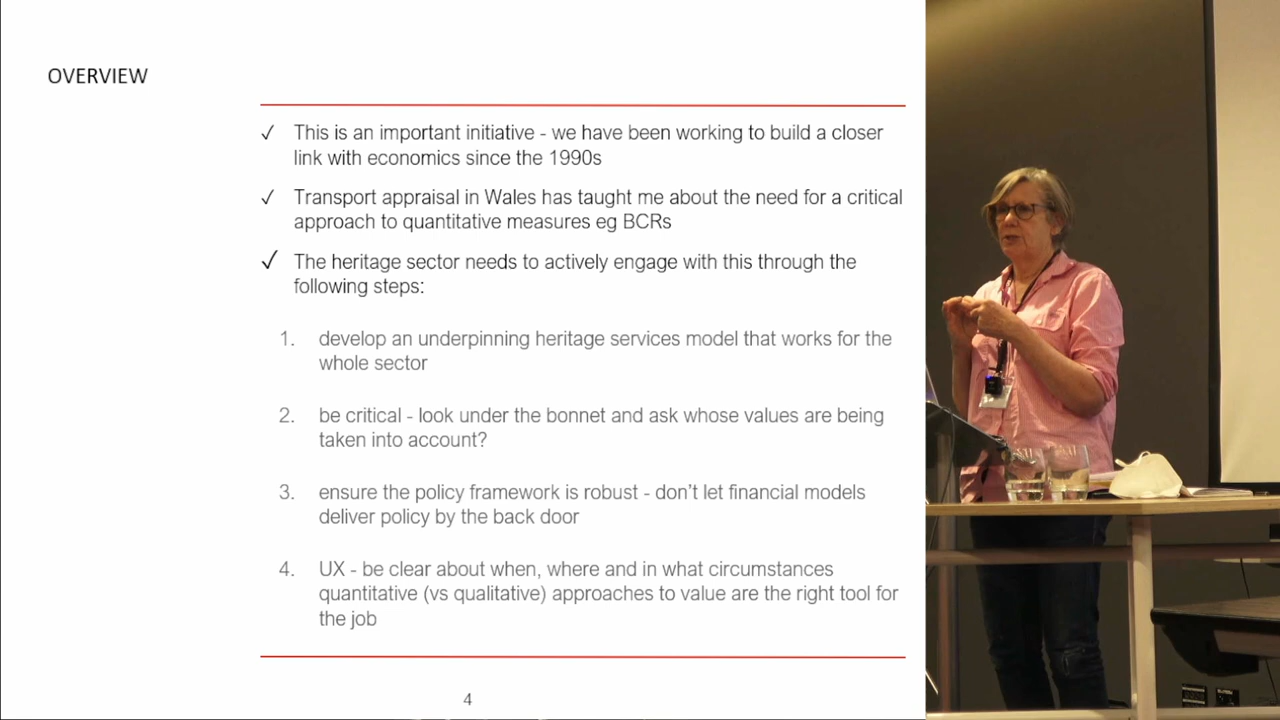 OVERVIEW
✓ This is an important initiative - we have been working to build a closer
link with economics since the 1990s
✓ Transport appraisal in Wales has taught me about the need for a critical
approach to quantitative measures eg BCRs
✓ The heritage sector needs to actively engage with this through the
following steps:
1. develop an underpinning heritage services model that works for the
whole sector
2. be critical - look under the bonnet and ask whose values are being
taken into account?
3. ensure the policy framework is robust - don’t let financial models
deliver policy by the back door
4. UX - be clear about when, where and in what circumstances
quantitative (vs qualitative) approaches to value are the right tool for
the job
4